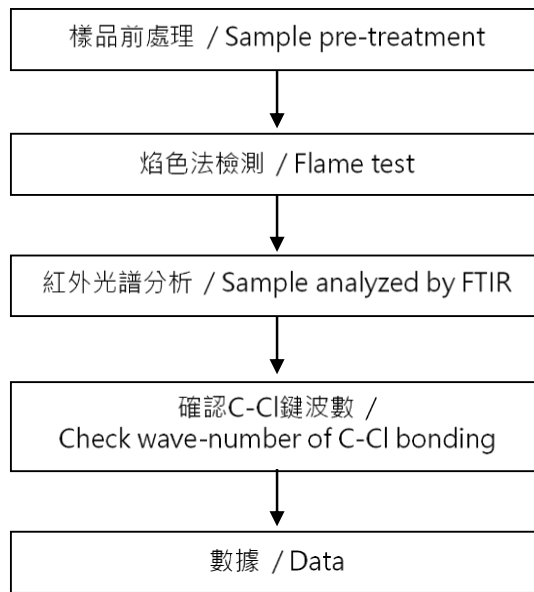 樣品前處理 / Sample pre-treatment
焰色法檢測 / Flame test
紅外光譜分析 / Sample analyzed by FTIR
確認C-Cl鍵波數 /
Check wave-number of C-Cl bonding
數據 / Data